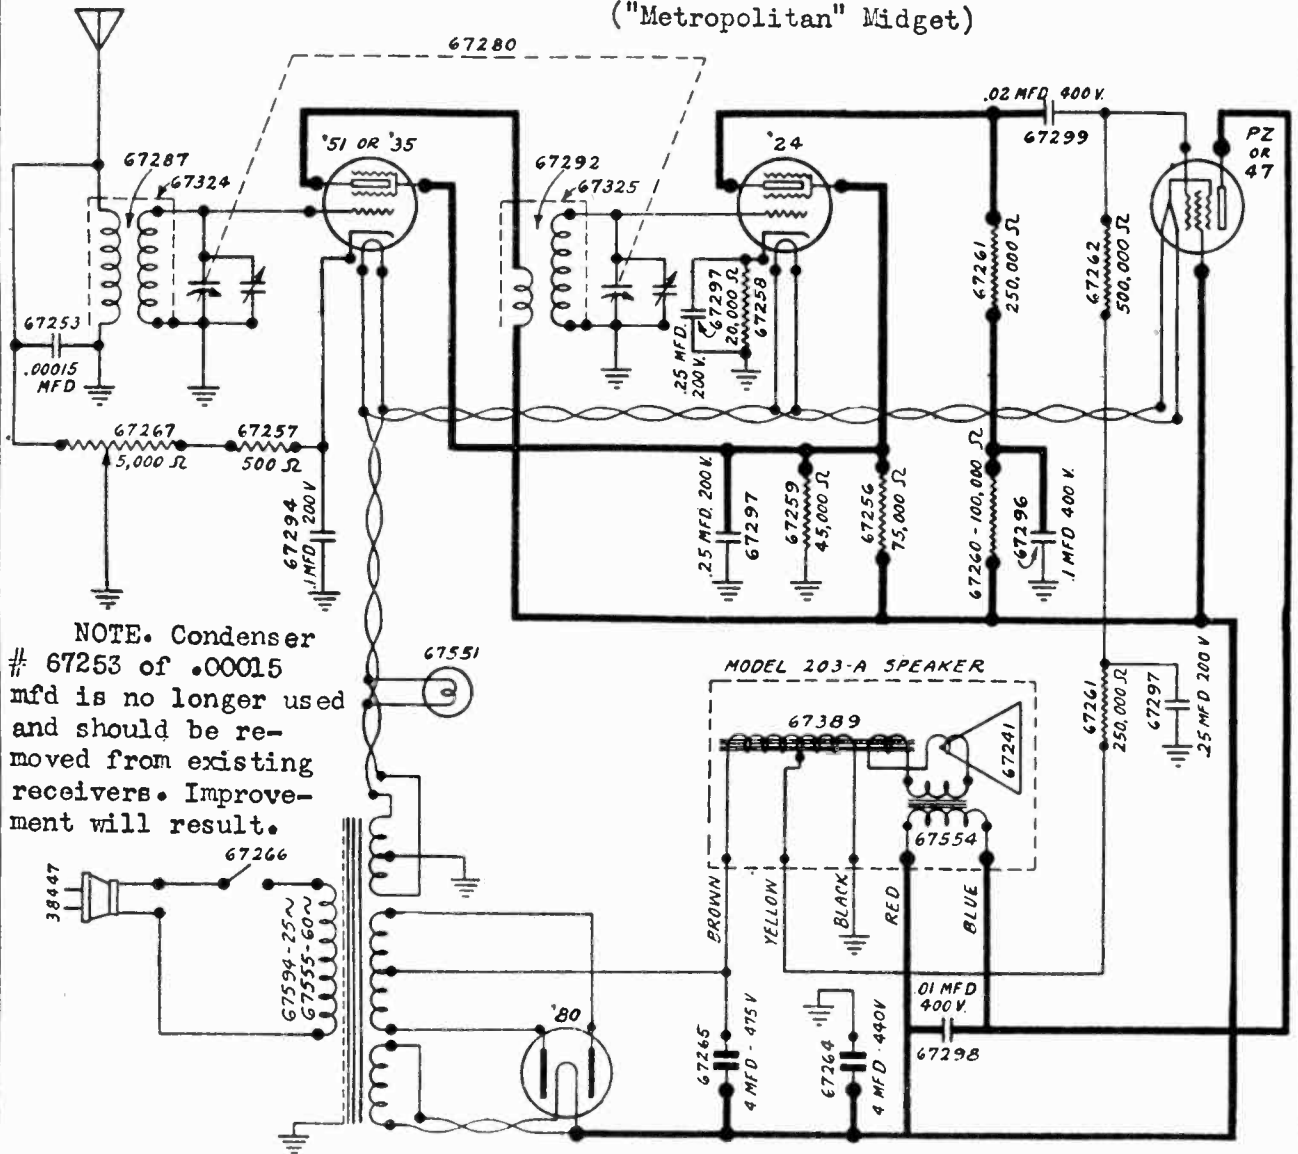 ("Metropolitan" Midget)
67280
.02 MFD 400 V.
67299
PZ
OR
47
'51 OR '35
'24
67287
67324
67292
67325
67261
250,000 Ω
67262
500,000 Ω
67297
.25 MFD.
200 V.
20,000 Ω
67258
67253
.00015
MFD
67267
5,000 Ω
67257
500 Ω
67294
.1 MFD 200 V
.25 MFD. 200 V.
67297
67259
45,000 Ω
67256
75,000 Ω
67260-100,000 Ω
67296
.1 MFD 400 V.
NOTE. Condenser
# 67253 of .00015
mfd is no longer used
and should be re-
moved from existing
receivers. Improve-
ment will result.
67551
MODEL 203-A SPEAKER
67389
67241
67554
67261
250,000 Ω
67297
.25 MFD 200 V
BROWN
YELLOW
BLACK
RED
BLUE
38447
67266
67594-25~
67555-60~
'80
67265
4 MFD - 475 V
67264
4 MFD - 440V
.01 MFD
400 V.
67298